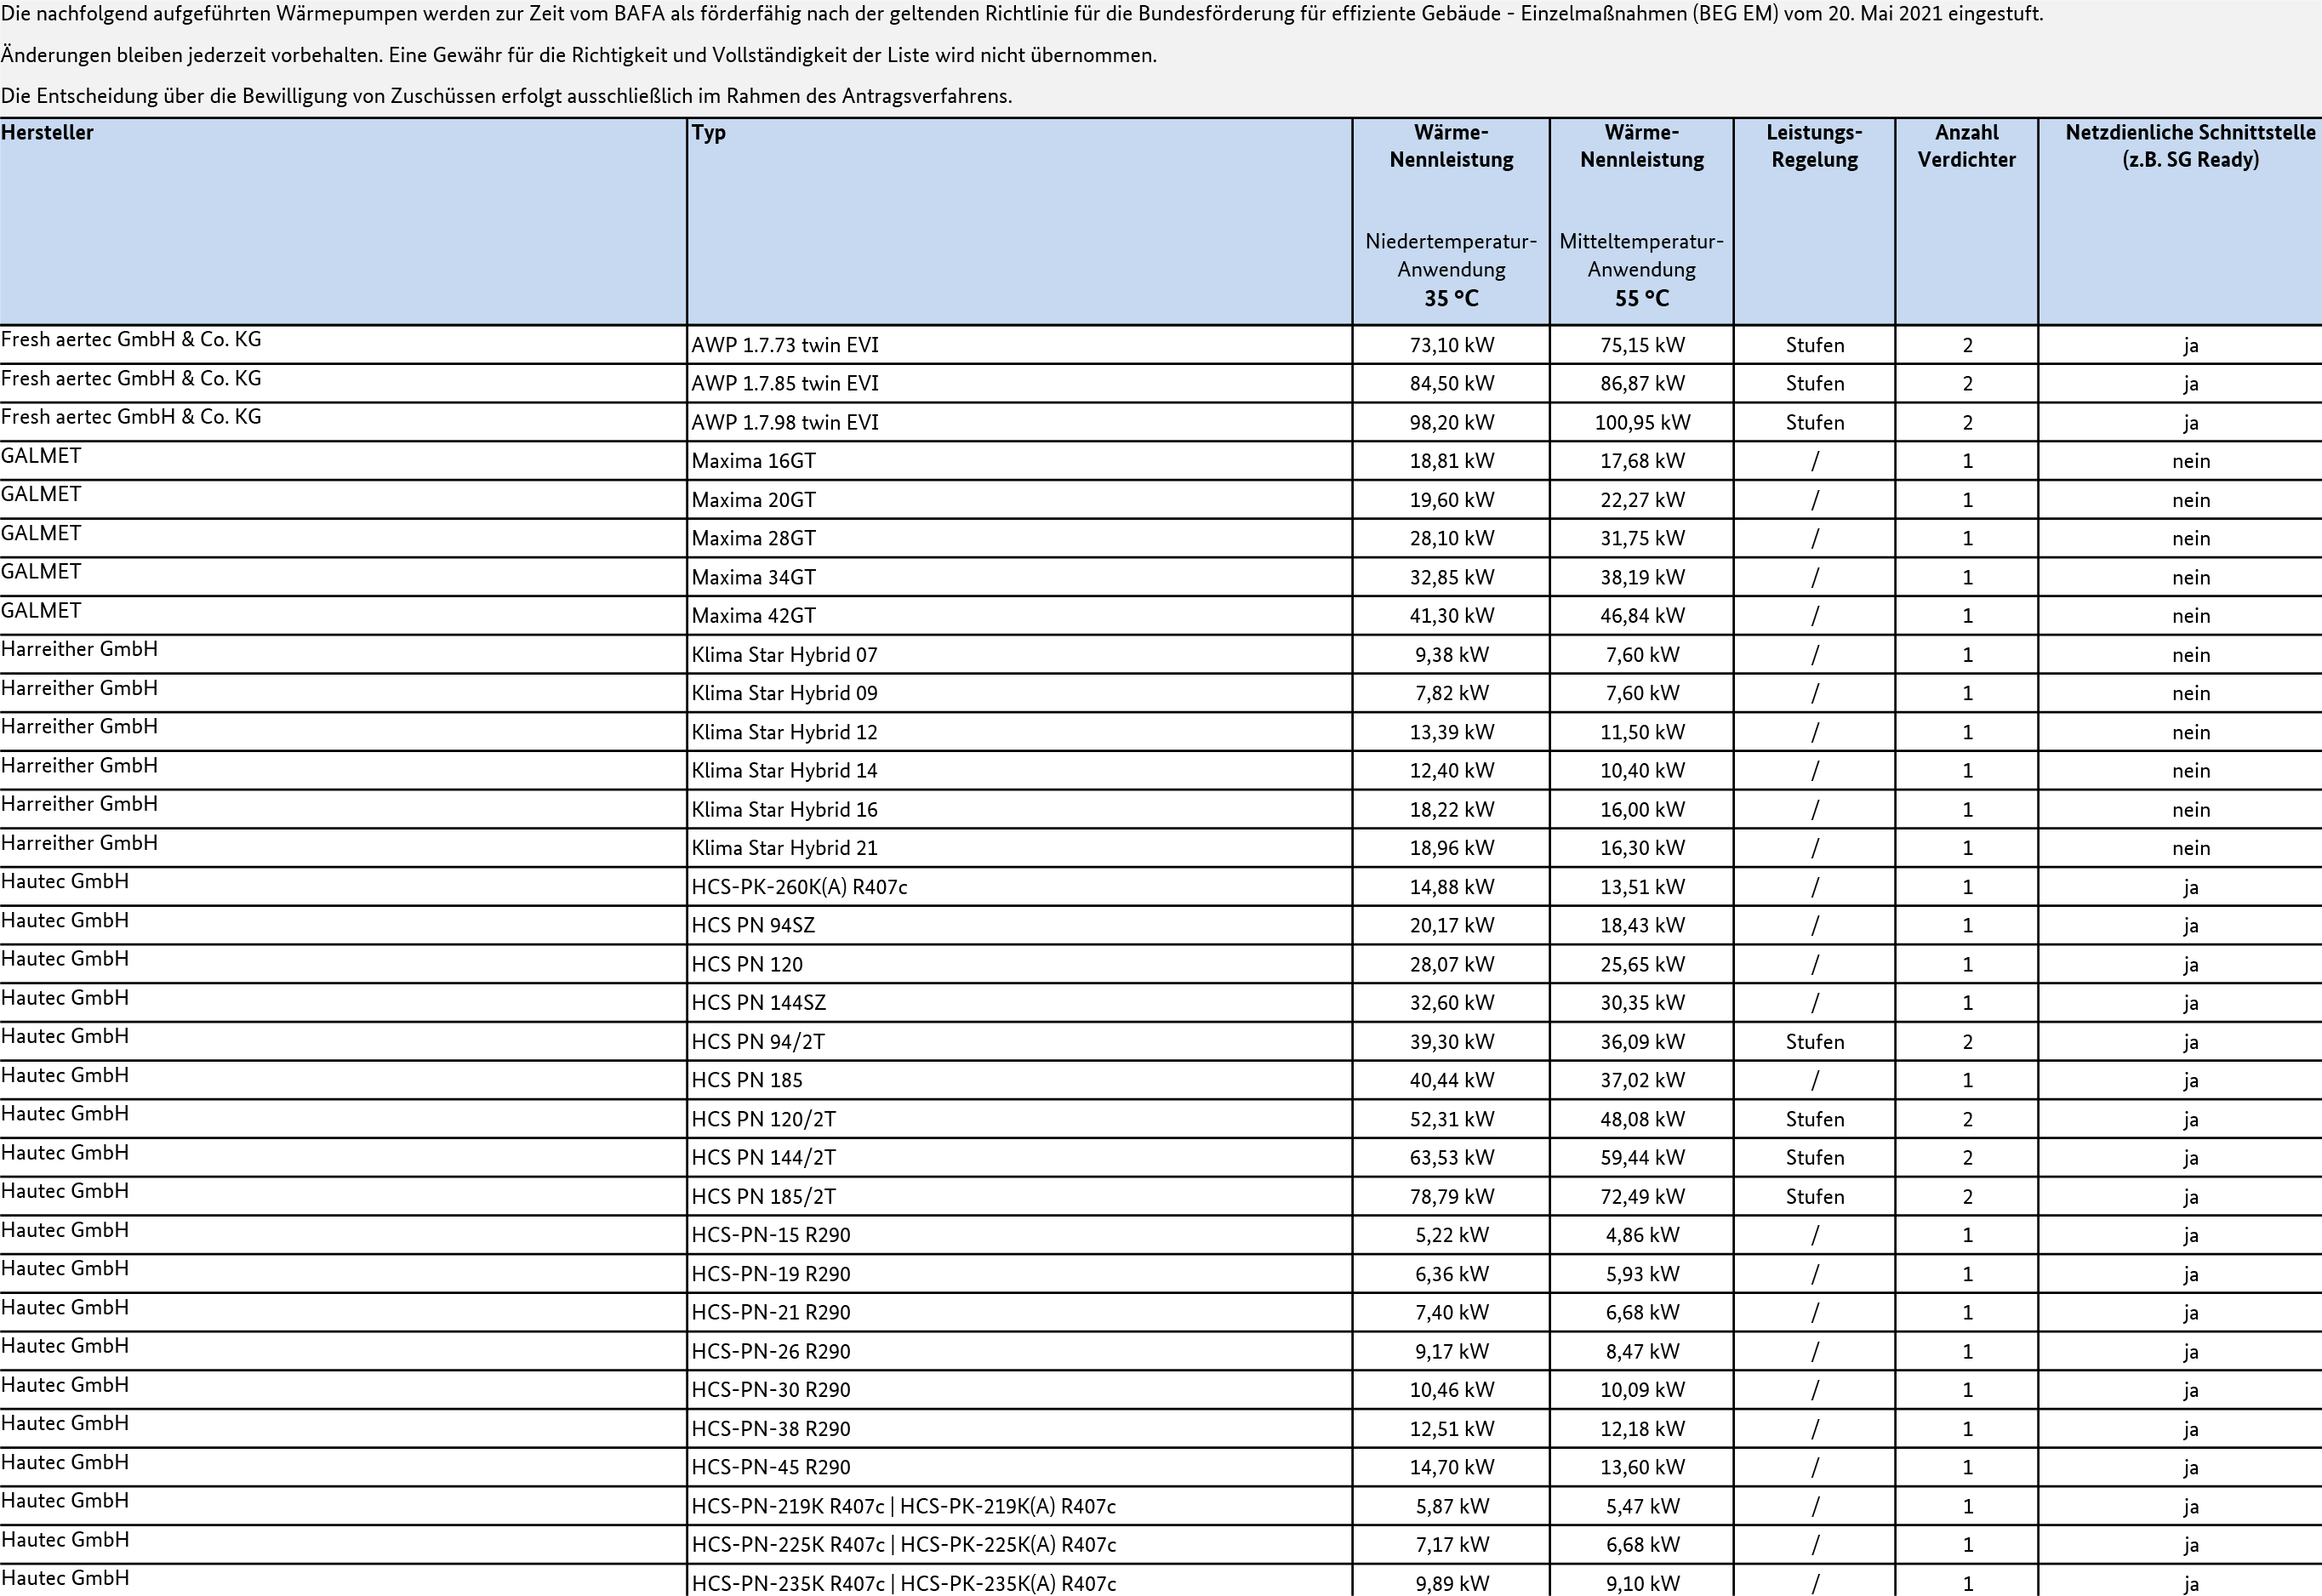 Die nachfolgend aufgeführten Wärmepumpen werden zur Zeit vom BAFA als förderfähig nach der geltenden Richtlinie für die Bundesförderung für effiziente Gebäude - Einzelmaßnahmen (BEG EM) vom 20. Mai 2021 eingestuft.
Änderungen bleiben jederzeit vorbehalten. Eine Gewähr für die Richtigkeit und Vollständigkeit der Liste wird nicht übernommen.
Die Entscheidung über die Bewilligung von Zuschüssen erfolgt ausschließlich im Rahmen des Antragsverfahrens.
Hersteller Typ Wärme- Wärme- Leistungs- Anzahl Netzdienliche Schnittstelle
Nennleistung Nennleistung Regelung Verdichter (z.B. SG Ready)
Niedertemperatur- Mitteltemperatur-
Anwendung Anwendung
35 °C 55 °C
Fresh aertec GmbH & Co. KG AWP 1.7.73 twin EVI 73,10 kW 75,15 kW Stufen 2 ja
Fresh aertec GmbH & Co. KG AWP 1.7.85 twin EVI 84,50 kW 86,87 kW Stufen 2 ja
Fresh aertec GmbH & Co. KG AWP 1.7.98 twin EVI 98,20 kW 100,95 kW Stufen 2 ja
GALMET Maxima 16GT 18,81 kW 17,68 kW / 1 nein
GALMET Maxima 20GT 19,60 kW 22,27 kW / 1 nein
GALMET Maxima 28GT 28,10 kW 31,75 kW / 1 nein
GALMET Maxima 34GT 32,85 kW 38,19 kW / 1 nein
GALMET Maxima 42GT 41,30 kW 46,84 kW / 1 nein
Harreither GmbH Klima Star Hybrid 07 9,38 kW 7,60 kW / 1 nein
Harreither GmbH Klima Star Hybrid 09 7,82 kW 7,60 kW / 1 nein
Harreither GmbH Klima Star Hybrid 12 13,39 kW 11,50 kW / 1 nein
Harreither GmbH Klima Star Hybrid 14 12,40 kW 10,40 kW / 1 nein
Harreither GmbH Klima Star Hybrid 16 18,22 kW 16,00 kW / 1 nein
Harreither GmbH Klima Star Hybrid 21 18,96 kW 16,30 kW / 1 nein
Hautec GmbH HCS-PK-260K(A) R407c 14,88 kW 13,51 kW / 1 ja
Hautec GmbH HCS PN 94SZ 20,17 kW 18,43 kW / 1 ja
Hautec GmbH HCS PN 120 28,07 kW 25,65 kW / 1 ja
Hautec GmbH HCS PN 144SZ 32,60 kW 30,35 kW / 1 ja
Hautec GmbH HCS PN 94/2T 39,30 kW 36,09 kW Stufen 2 ja
Hautec GmbH HCS PN 185 40,44 kW 37,02 kW / 1 ja
Hautec GmbH HCS PN 120/2T 52,31 kW 48,08 kW Stufen 2 ja
Hautec GmbH HCS PN 144/2T 63,53 kW 59,44 kW Stufen 2 ja
Hautec GmbH HCS PN 185/2T 78,79 kW 72,49 kW Stufen 2 ja
Hautec GmbH HCS-PN-15 R290 5,22 kW 4,86 kW / 1 ja
Hautec GmbH HCS-PN-19 R290 6,36 kW 5,93 kW / 1 ja
Hautec GmbH HCS-PN-21 R290 7,40 kW 6,68 kW / 1 ja
Hautec GmbH HCS-PN-26 R290 9,17 kW 8,47 kW / 1 ja
Hautec GmbH HCS-PN-30 R290 10,46 kW 10,09 kW / 1 ja
Hautec GmbH HCS-PN-38 R290 12,51 kW 12,18 kW / 1 ja
Hautec GmbH HCS-PN-45 R290 14,70 kW 13,60 kW / 1 ja
Hautec GmbH HCS-PN-219K R407c | HCS-PK-219K(A) R407c 5,87 kW 5,47 kW / 1 ja
Hautec GmbH HCS-PN-225K R407c | HCS-PK-225K(A) R407c 7,17 kW 6,68 kW / 1 ja
Hautec GmbH HCS-PN-235K R407c | HCS-PK-235K(A) R407c 9,89 kW 9,10 kW / 1 ja